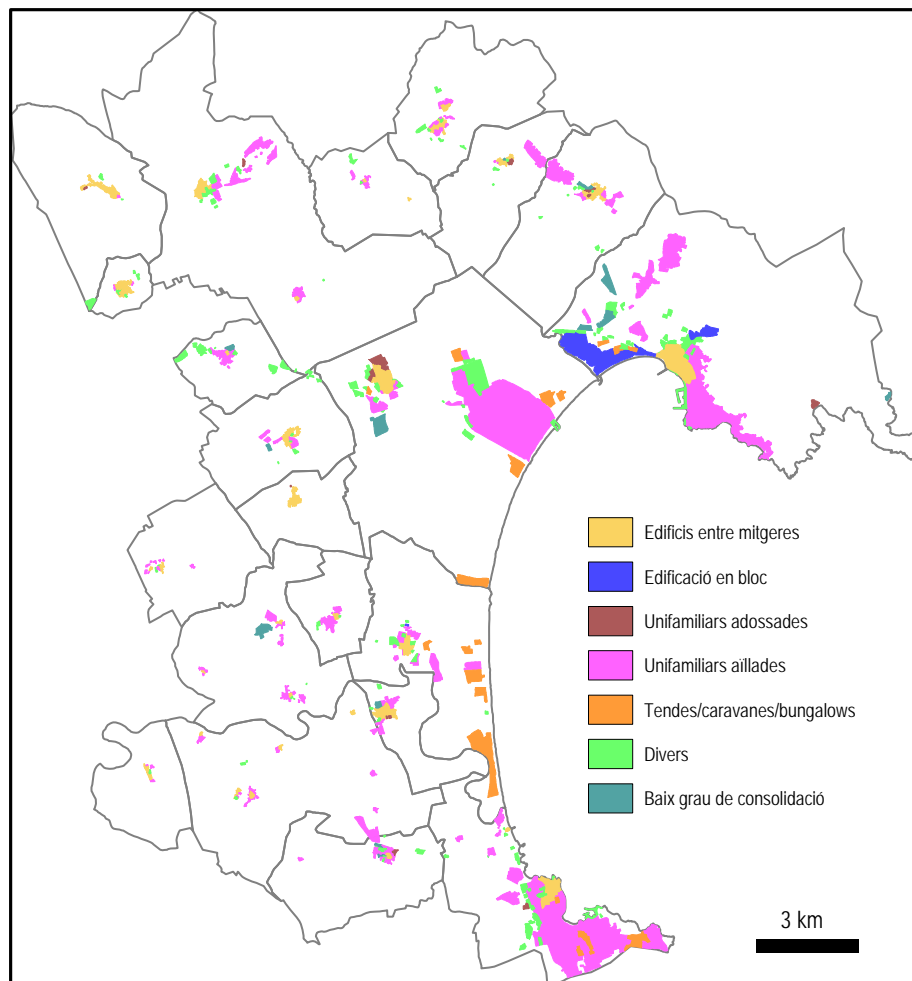 Edificis entre mitgeres
Edificació en bloc
Unifamiliars adossades
Unifamiliars aïllades
Tendes/caravanes/bungalows
Divers
Baix grau de consolidació
3 km